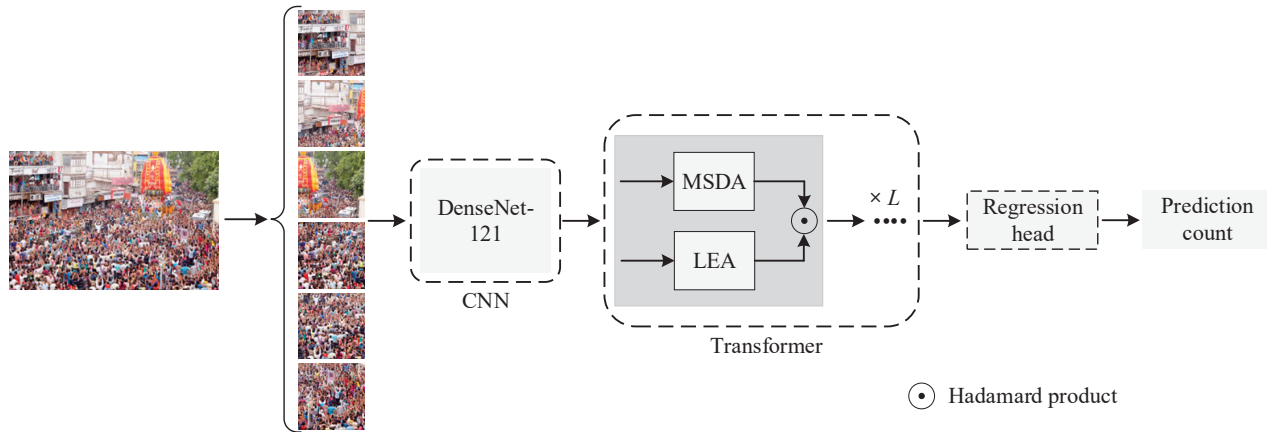 DenseNet-
121
CNN
MSDA
LEA
× L
Transformer
Regression
head
Prediction
count
Hadamard product